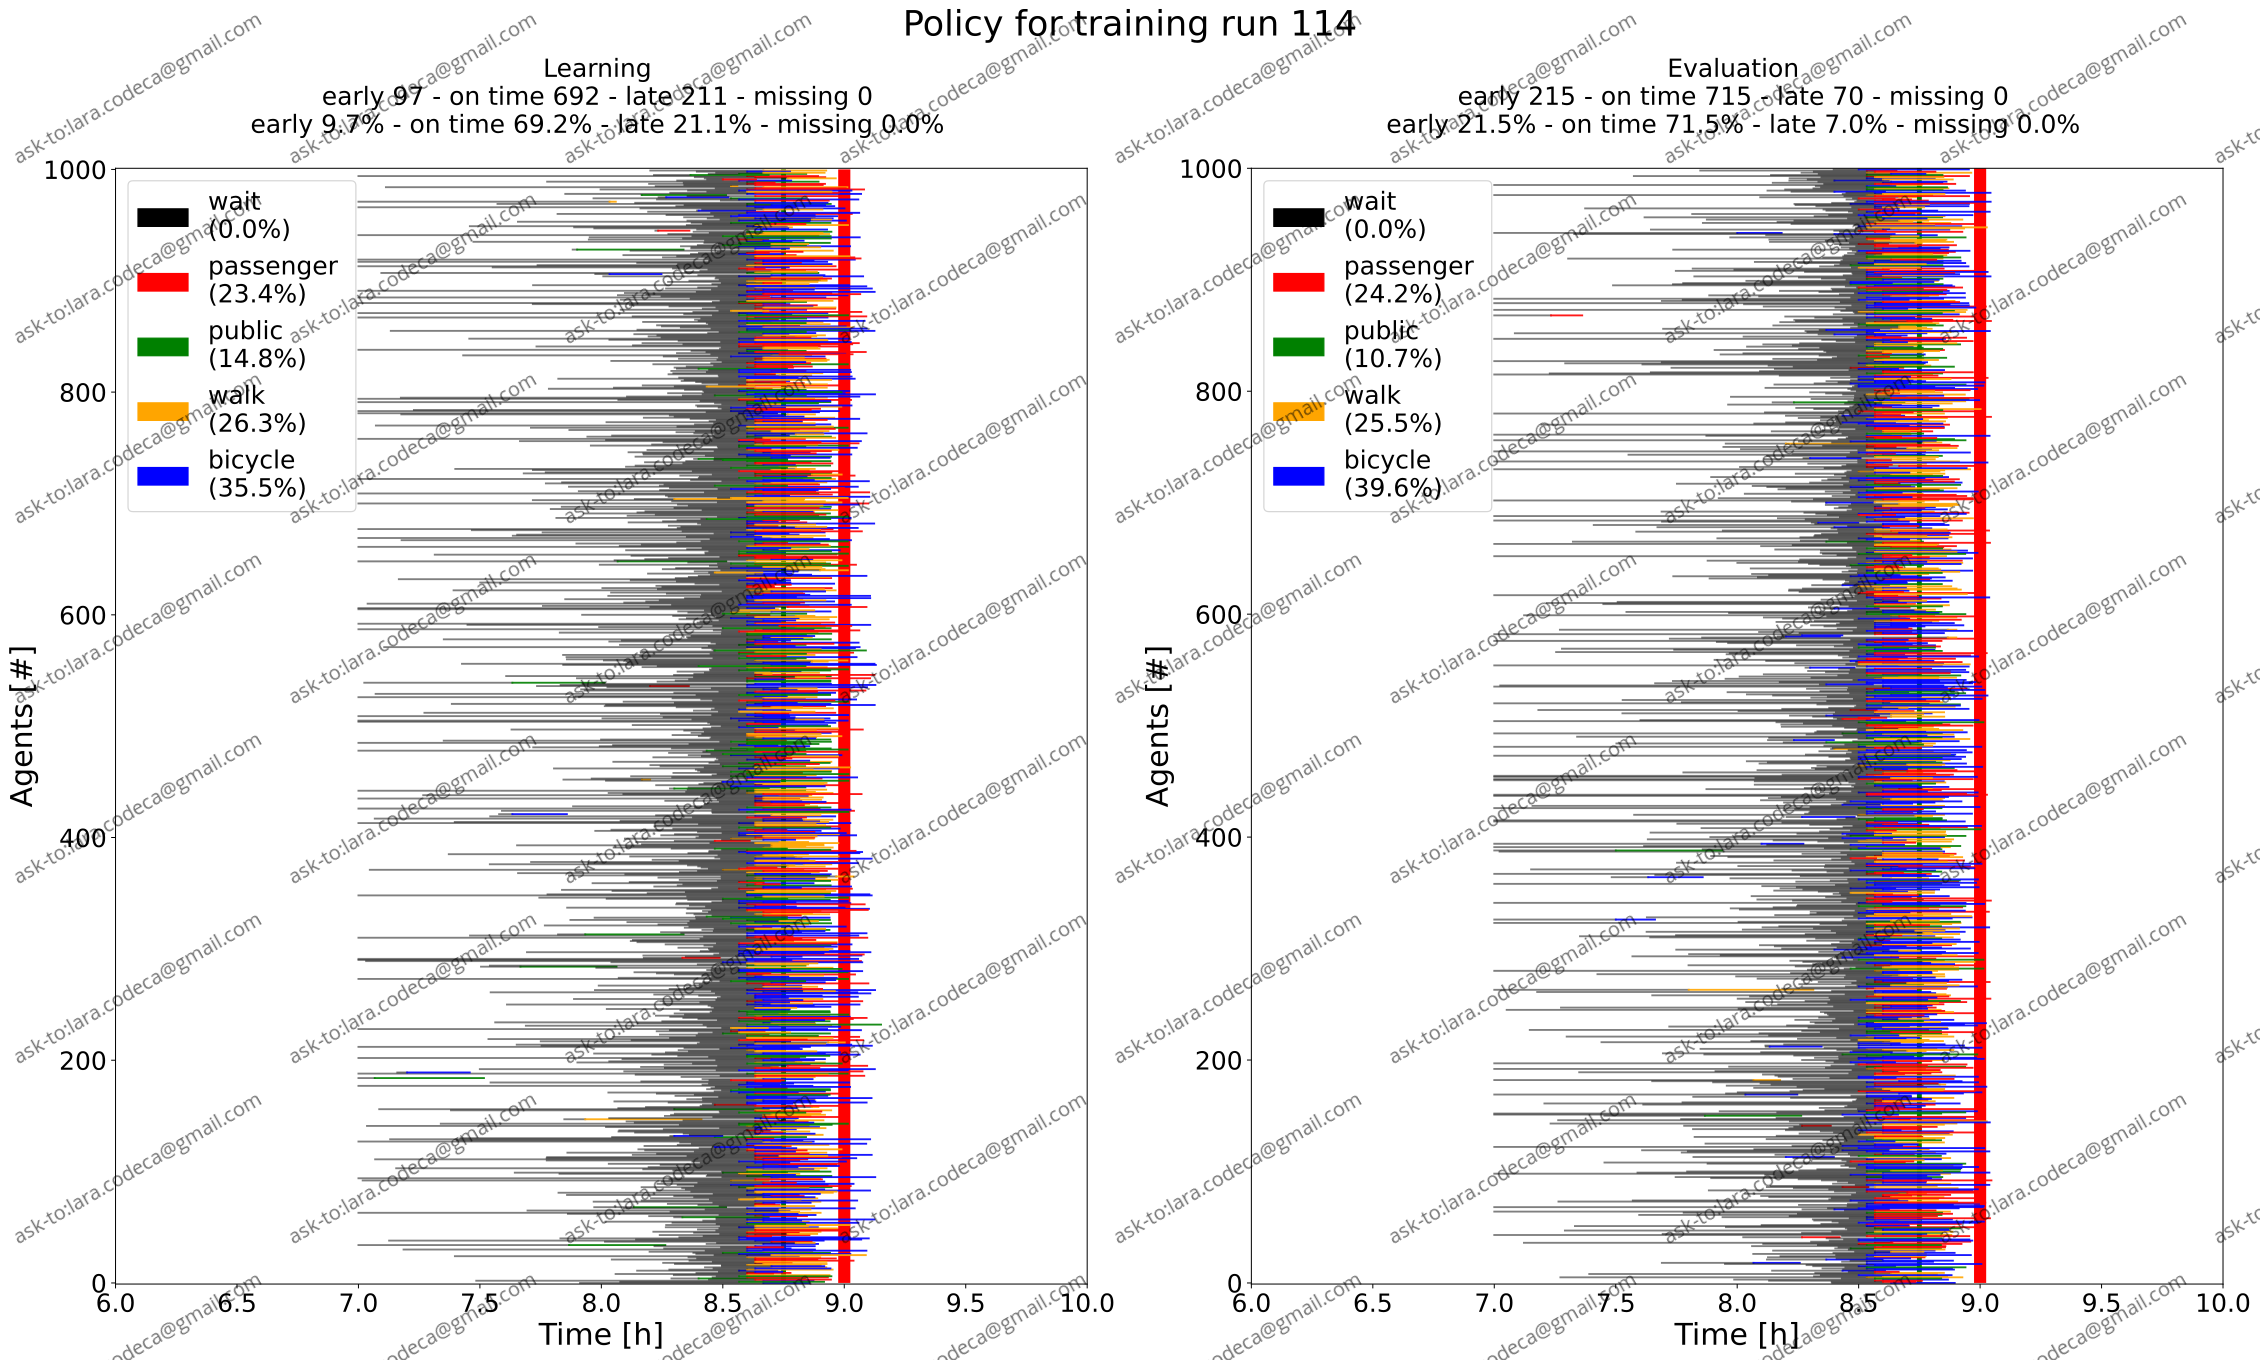 Policy for training run 114
Learning
early 97 - on time 692 - late 211 - missing 0
early 9.7% - on time 69.2% - late 21.1% - missing 0.0%
1000
800
600
400
200
0
Agents [#]
wait
(0.0%)
passenger
(23.4%)
public
(14.8%)
walk
(26.3%)
bicycle
(35.5%)
6.0 6.5 7.0 7.5 8.0 8.5 9.0 9.5 10.0
Time [h]
Evaluation
early 215 - on time 715 - late 70 - missing 0
early 21.5% - on time 71.5% - late 7.0% - missing 0.0%
1000
800
600
400
200
0
Agents [#]
wait
(0.0%)
passenger
(24.2%)
public
(10.7%)
walk
(25.5%)
bicycle
(39.6%)
6.0 6.5 7.0 7.5 8.0 8.5 9.0 9.5 10.0
Time [h]
ask-to:lara.codeca@gmail.com